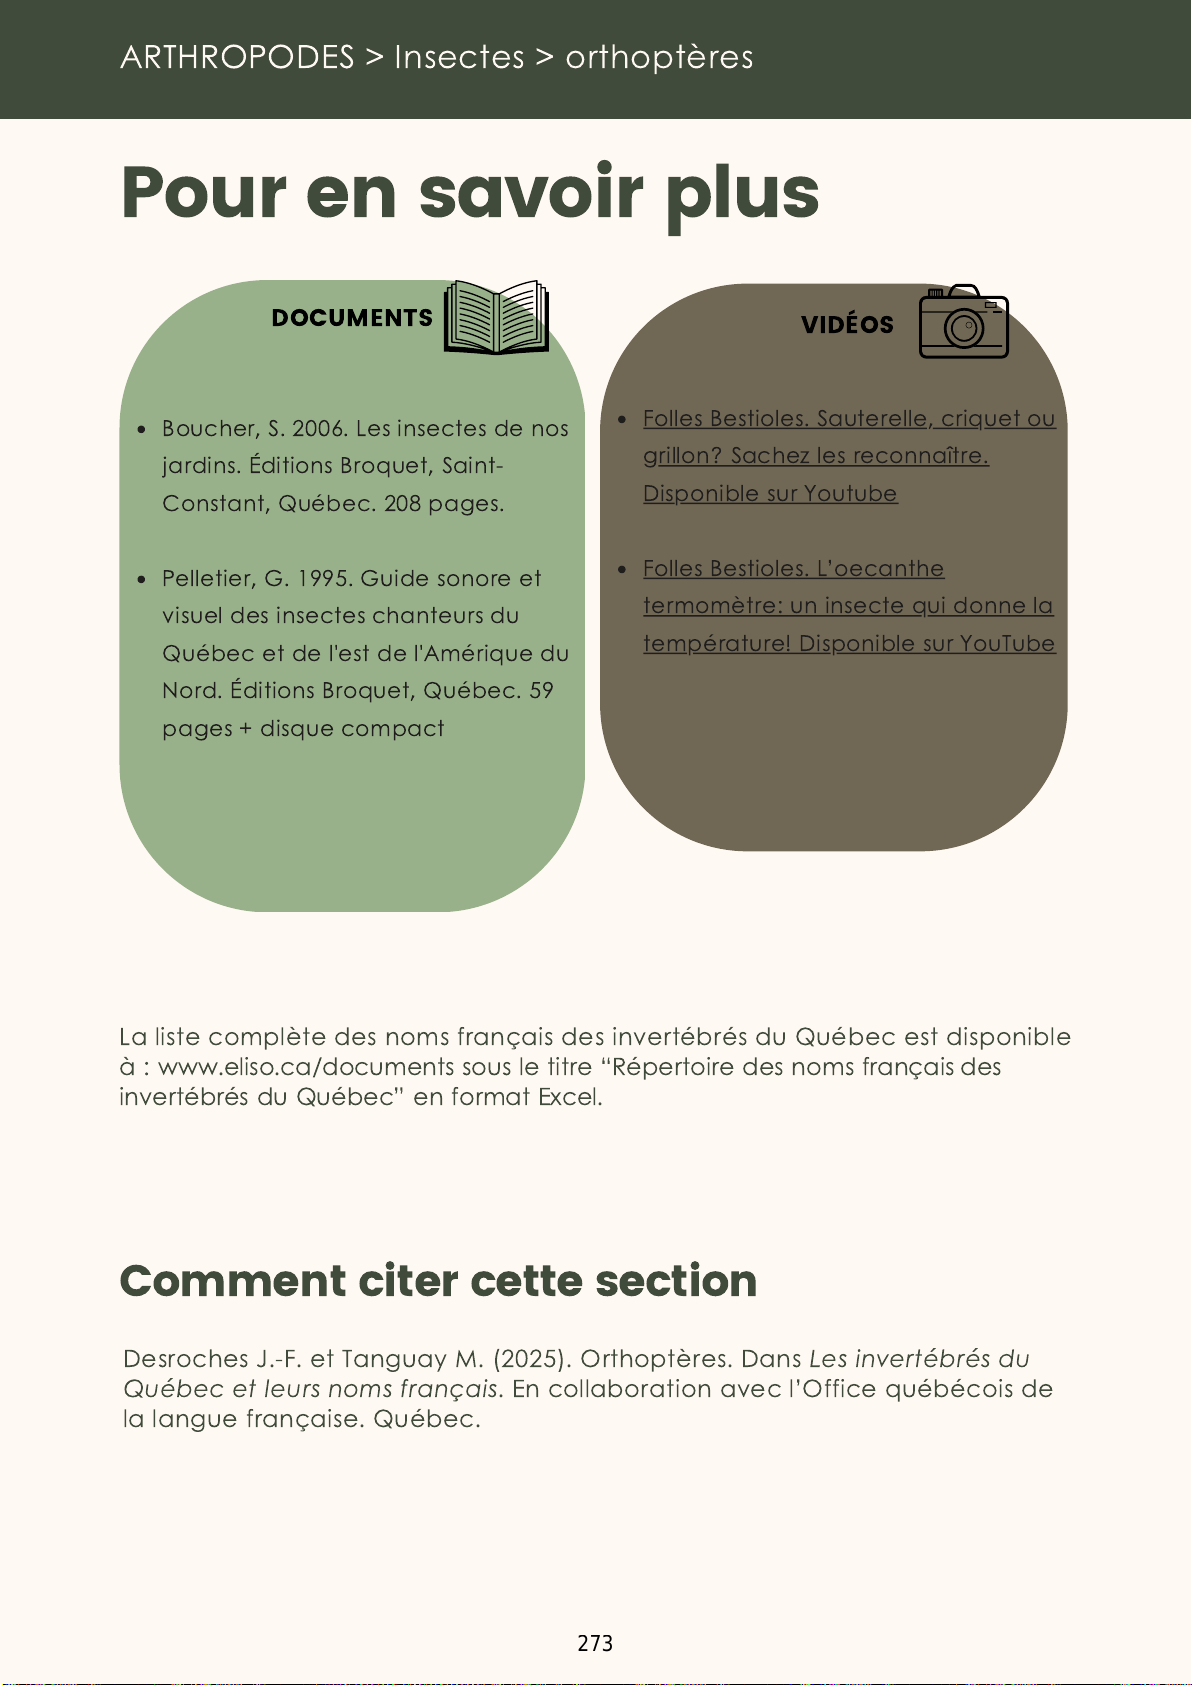 ARTHROPODES > Insectes > orthoptères
Pour en savoir plus
DOCUMENTS
• Boucher, S. 2006. Les insectes de nos
jardins. Éditions Broquet, Saint-
Constant, Québec. 208 pages.
• Pelletier, G. 1995. Guide sonore et
visuel des insectes chanteurs du
Québec et de l'est de l'Amérique du
Nord. Éditions Broquet, Québec. 59
pages + disque compact
VIDÉOS
• Folles Bestioles. Sauterelle, criquet ou
grillon? Sachez les reconnaître.
Disponible sur Youtube
• Folles Bestioles. L’oecanthe
termomètre: un insecte qui donne la
température! Disponible sur YouTube
La liste complète des noms français des invertébrés du Québec est disponible
à : www.eliso.ca/documents sous le titre “Répertoire des noms français des
invertébrés du Québec” en format Excel.
Comment citer cette section
Desroches J.-F. et Tanguay M. (2025). Orthoptères. Dans Les invertébrés du
Québec et leurs noms français. En collaboration avec l’Office québécois de
la langue française. Québec.
273